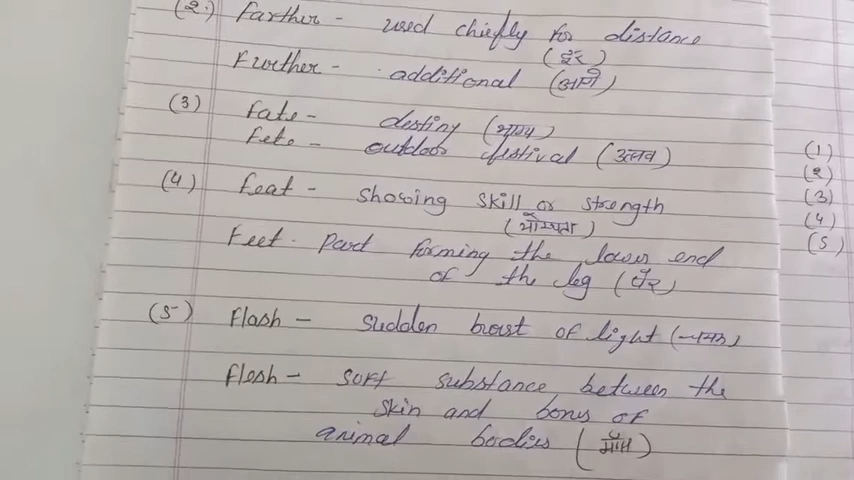 (2.) Farther - used chiefly for distance
(दूर)
Further - additional (आगे)
(3) Fate - destiny (भाग्य)
Fete - outdoor festival (उत्सव)
(4) Feat - showing skill or strength
(योग्यता)
Feet - part forming the lower end
of the leg (पैर)
(5) Flash - sudden burst of light (चमक)
Flesh - soft substance between the
skin and bones of
animal bodies (माँस)
(1)
(2)
(3)
(4)
(5)